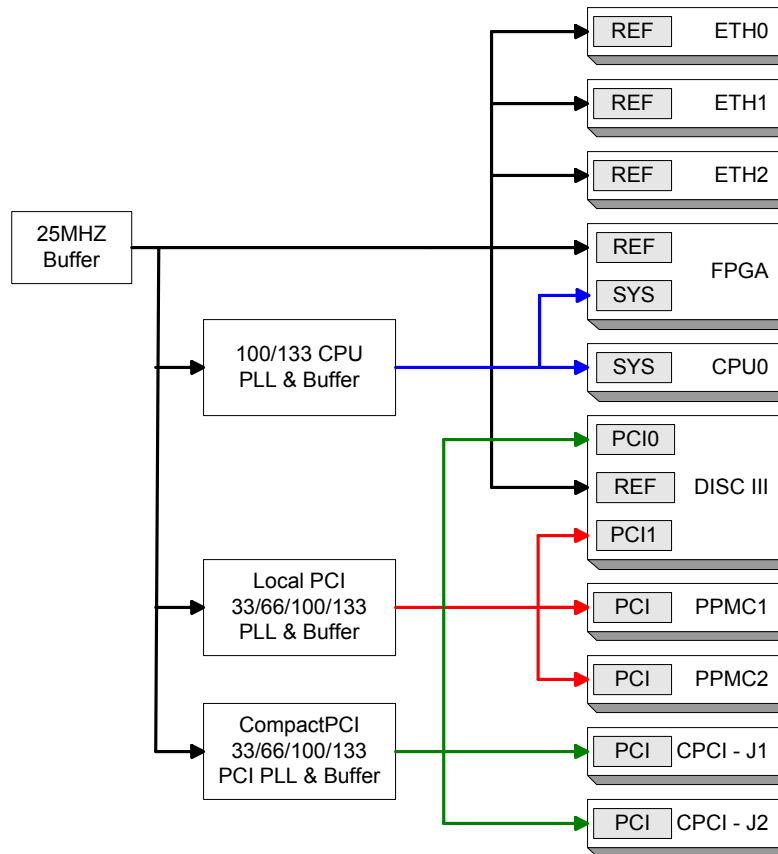 REF ETH0
REF ETH1
REF ETH2
25MHZ
Buffer
REF
FPGA
SYS
100/133 CPU
PLL & Buffer
SYS CPU0
PCI0
REF DISC III
PCI1
Local PCI
33/66/100/133
PLL & Buffer
PCI PPMC1
PCI PPMC2
CompactPCI
33/66/100/133
PCI PLL & Buffer
PCI CPCI - J1
PCI CPCI - J2